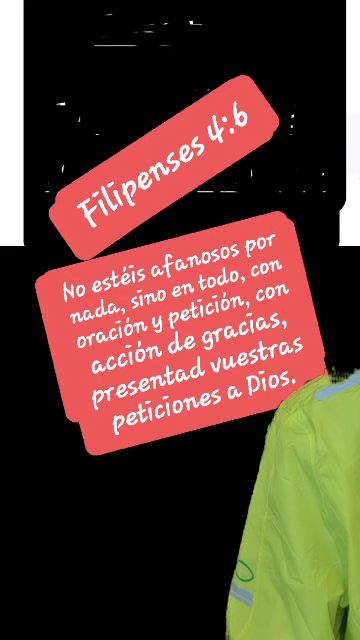 Filipenses 4:6
No estéis afanosos por
nada, sino en todo, con
oración y petición, con
acción de gracias,
presentad vuestras
peticiones a Dios.